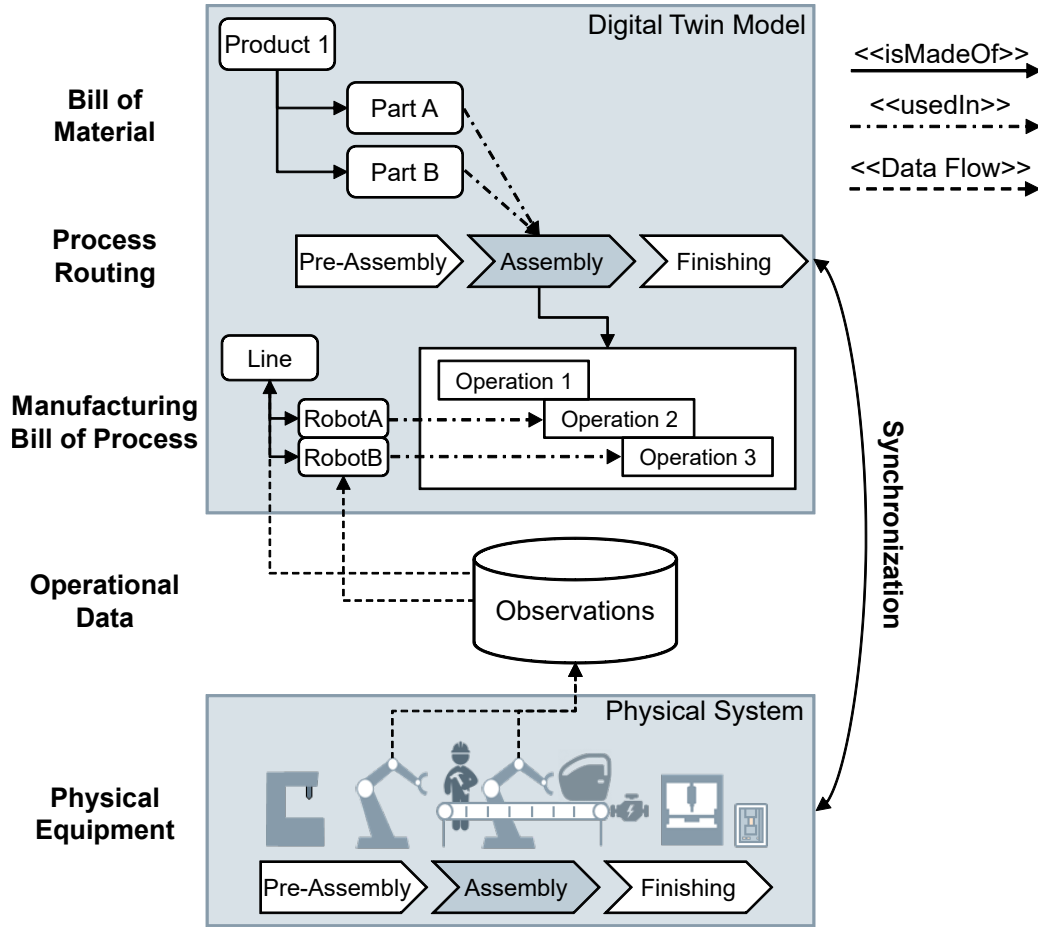 Digital Twin Model
Product 1
<<isMadeOf>>
Bill of
Material
Part A
<<usedIn>>
Part B
<<Data Flow>>
Process
Routing
Pre-Assembly
Assembly
Finishing
Line
Manufacturing
Bill of Process
RobotA
RobotB
Operation 1
Operation 2
Operation 3
Synchronization
Operational
Data
Observations
Physical System
Physical
Equipment
Pre-Assembly
Assembly
Finishing